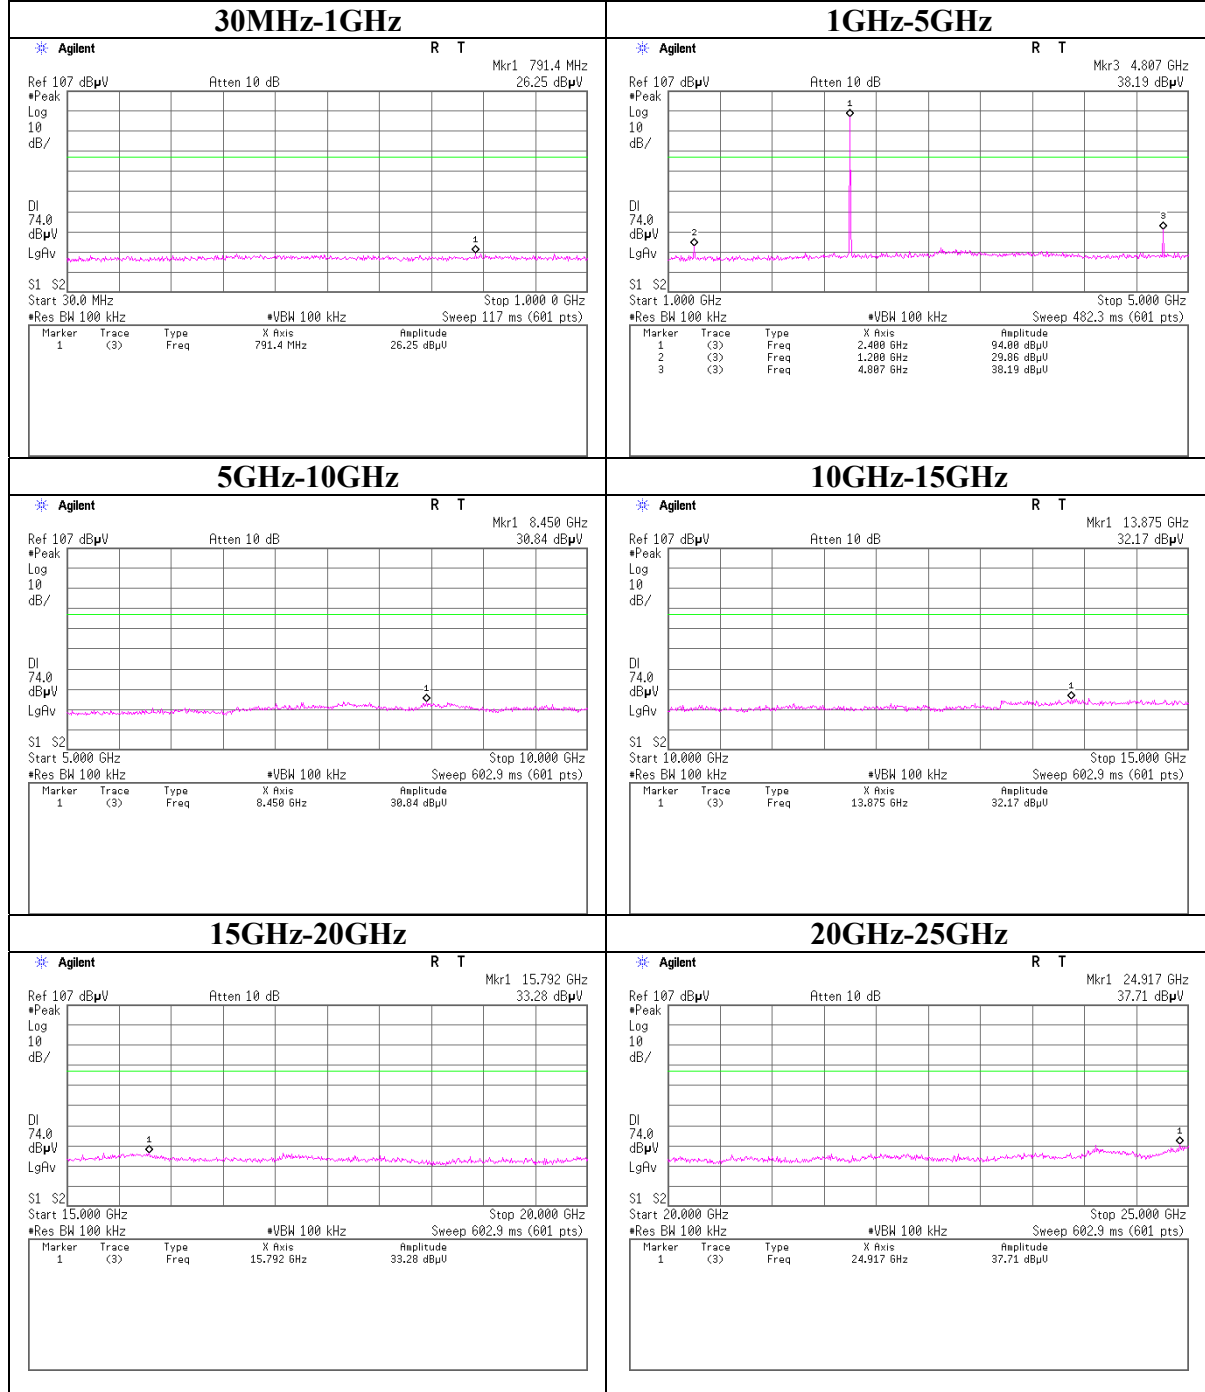 30MHz-1GHz
Agilent R T
Mkr1 791.4 MHz
Ref 107 dBµV Atten 10 dB 26.25 dBµV
#Peak
Log
10
dB/
1
DI
74.0
dBµV
LgAv
S1 S2
Start 30.0 MHz Stop 1.000 0 GHz
#Res BW 100 kHz #VBW 100 kHz Sweep 117 ms (601 pts)
Marker Trace Type X Axis Amplitude
1 (3) Freq 791.4 MHz 26.25 dBµV
1GHz-5GHz
Agilent R T
Mkr3 4.807 GHz
Ref 107 dBµV Atten 10 dB 38.19 dBµV
#Peak
Log
10
dB/
1
2
3
DI
74.0
dBµV
LgAv
S1 S2
Start 1.000 GHz Stop 5.000 GHz
#Res BW 100 kHz #VBW 100 kHz Sweep 482.3 ms (601 pts)
Marker Trace Type X Axis Amplitude
1 (3) Freq 2.400 GHz 94.00 dBµV
2 (3) Freq 1.200 GHz 29.86 dBµV
3 (3) Freq 4.807 GHz 38.19 dBµV
5GHz-10GHz
Agilent R T
Mkr1 8.450 GHz
Ref 107 dBµV Atten 10 dB 30.84 dBµV
#Peak
Log
10
dB/
1
DI
74.0
dBµV
LgAv
S1 S2
Start 5.000 GHz Stop 10.000 GHz
#Res BW 100 kHz #VBW 100 kHz Sweep 602.9 ms (601 pts)
Marker Trace Type X Axis Amplitude
1 (3) Freq 8.450 GHz 30.84 dBµV
10GHz-15GHz
Agilent R T
Mkr1 13.875 GHz
Ref 107 dBµV Atten 10 dB 32.17 dBµV
#Peak
Log
10
dB/
1
DI
74.0
dBµV
LgAv
S1 S2
Start 10.000 GHz Stop 15.000 GHz
#Res BW 100 kHz #VBW 100 kHz Sweep 602.9 ms (601 pts)
Marker Trace Type X Axis Amplitude
1 (3) Freq 13.875 GHz 32.17 dBµV
15GHz-20GHz
Agilent R T
Mkr1 15.792 GHz
Ref 107 dBµV Atten 10 dB 33.28 dBµV
#Peak
Log
10
dB/
1
DI
74.0
dBµV
LgAv
S1 S2
Start 15.000 GHz Stop 20.000 GHz
#Res BW 100 kHz #VBW 100 kHz Sweep 602.9 ms (601 pts)
Marker Trace Type X Axis Amplitude
1 (3) Freq 15.792 GHz 33.28 dBµV
20GHz-25GHz
Agilent R T
Mkr1 24.917 GHz
Ref 107 dBµV Atten 10 dB 37.71 dBµV
#Peak
Log
10
dB/
1
DI
74.0
dBµV
LgAv
S1 S2
Start 20.000 GHz Stop 25.000 GHz
#Res BW 100 kHz #VBW 100 kHz Sweep 602.9 ms (601 pts)
Marker Trace Type X Axis Amplitude
1 (3) Freq 24.917 GHz 37.71 dBµV